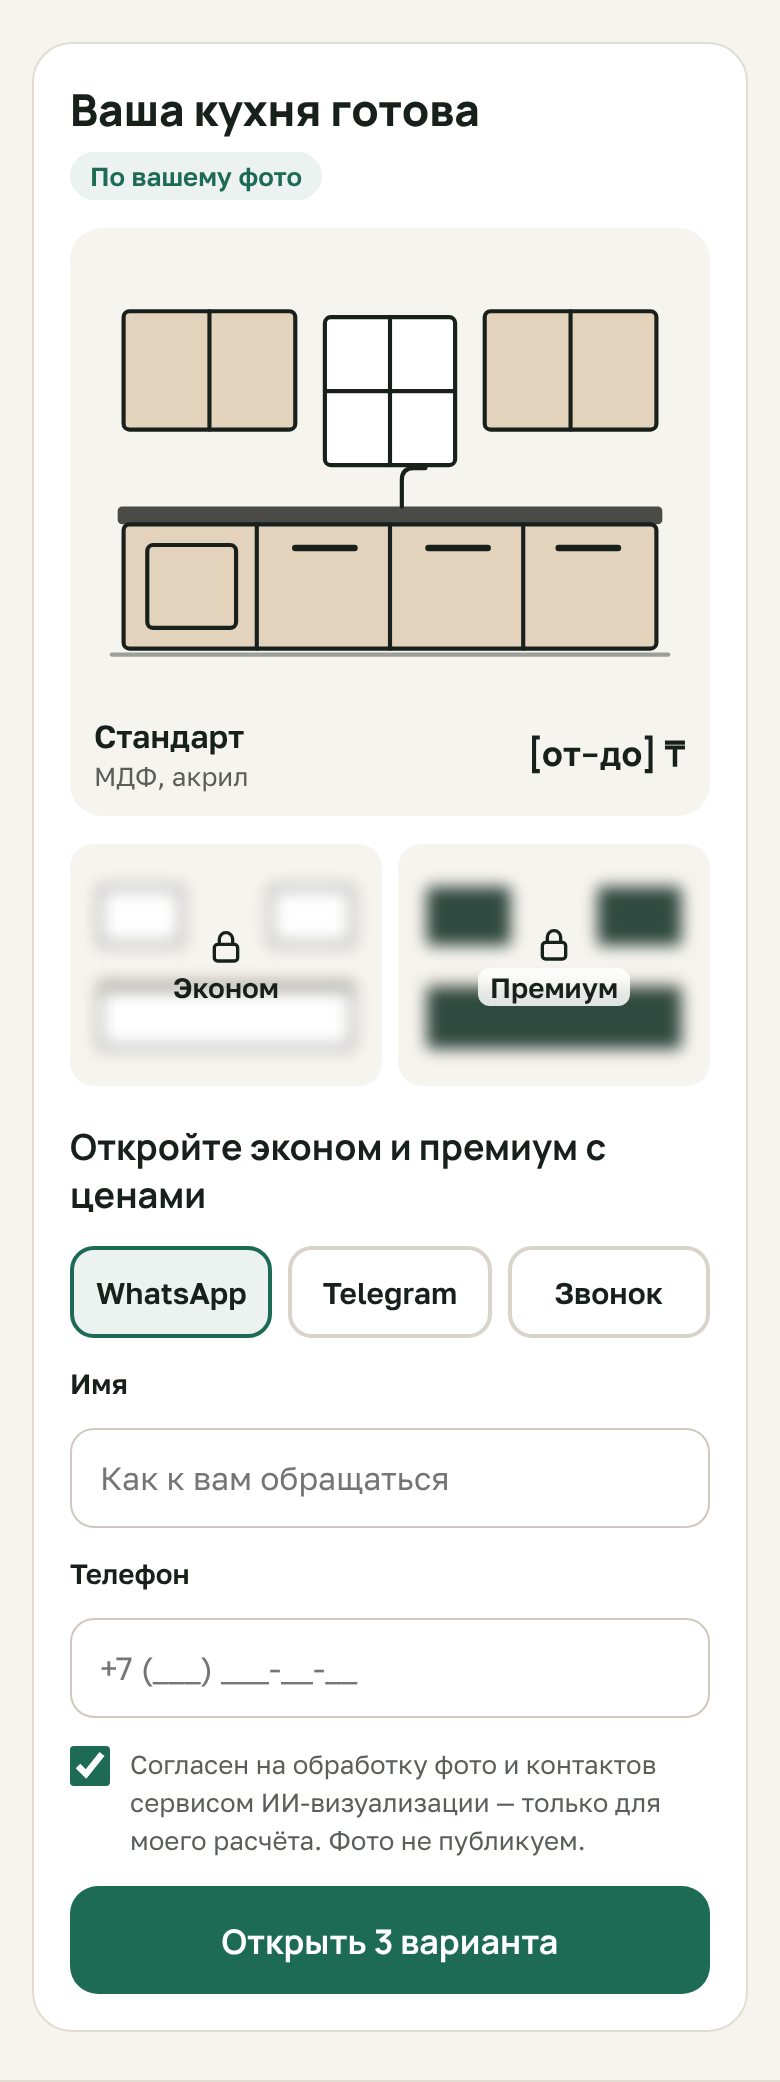 Ваша кухня готова
По вашему фото
Стандарт
МДФ, акрил
[от–до] ₸
Эконом
Премиум
Откройте эконом и премиум с
ценами
WhatsApp
Telegram
Звонок
Имя
Как к вам обращаться
Телефон
+7 (___) ___-__-__
Согласен на обработку фото и контактов
сервисом ИИ-визуализации — только для
моего расчёта. Фото не публикуем.
Открыть 3 варианта